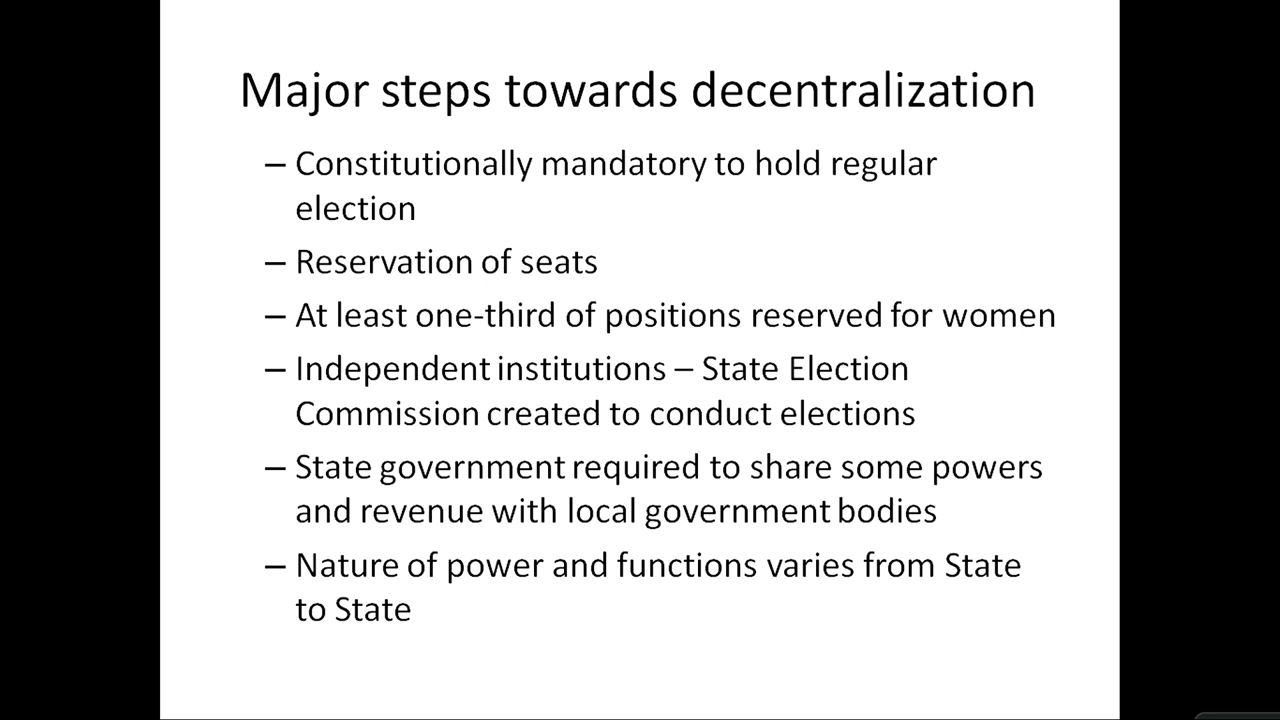 Major steps towards decentralization
– Constitutionally mandatory to hold regular
election
– Reservation of seats
– At least one-third of positions reserved for women
– Independent institutions – State Election
Commission created to conduct elections
– State government required to share some powers
and revenue with local government bodies
– Nature of power and functions varies from State
to State